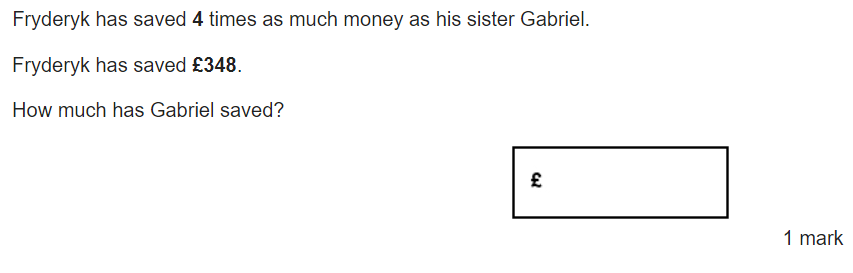 Fryderyk has saved 4 times as much money as his sister Gabriel.
Fryderyk has saved £348.
How much has Gabriel saved?
£
1 mark